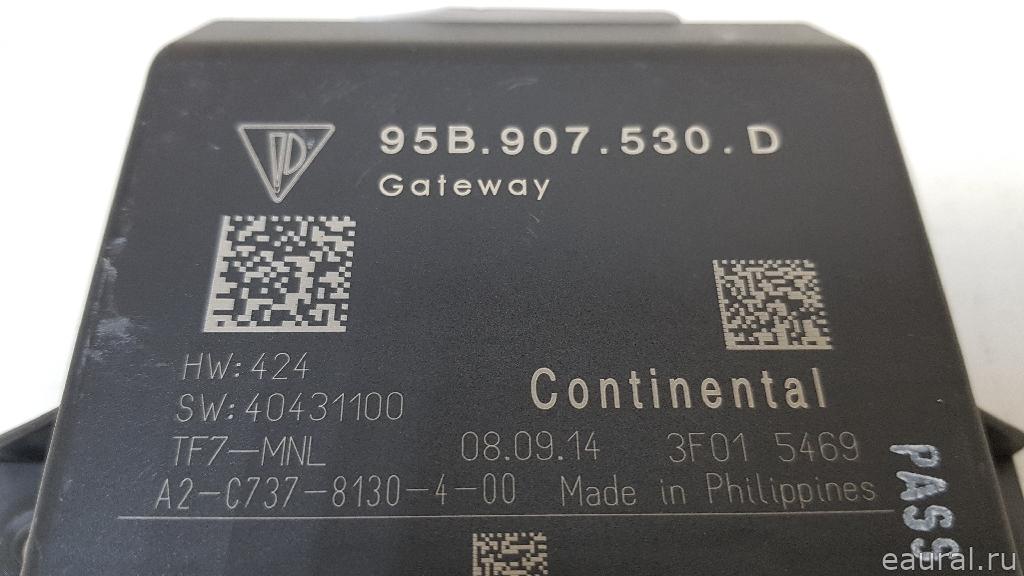 95B.907.530.D
Gateway
HW:424
SW:40431100
Continental
TF7-MNL 08.09.14 3F01 5469
A2-C737-8130-4-00 Made in Philippines
PASS
eaural.ru